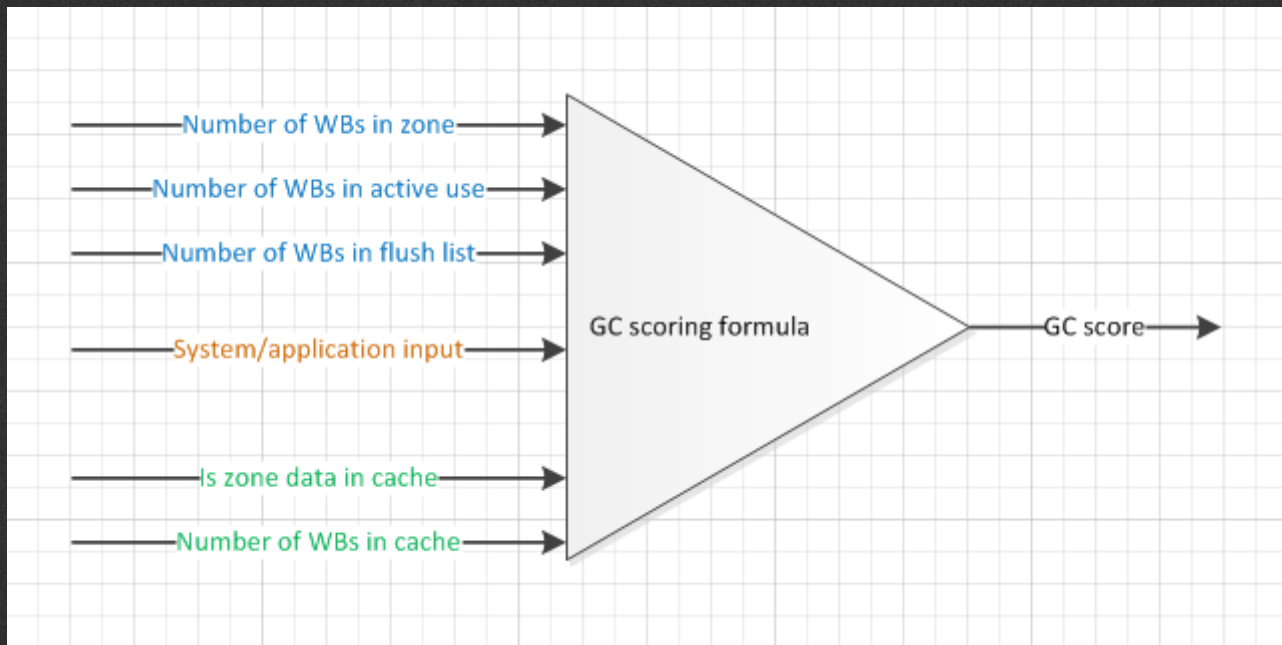 Number of WBs in zone
Number of WBs in active use
Number of WBs in flush list
GC scoring formula
GC score
System/application input
Is zone data in cache
Number of WBs in cache